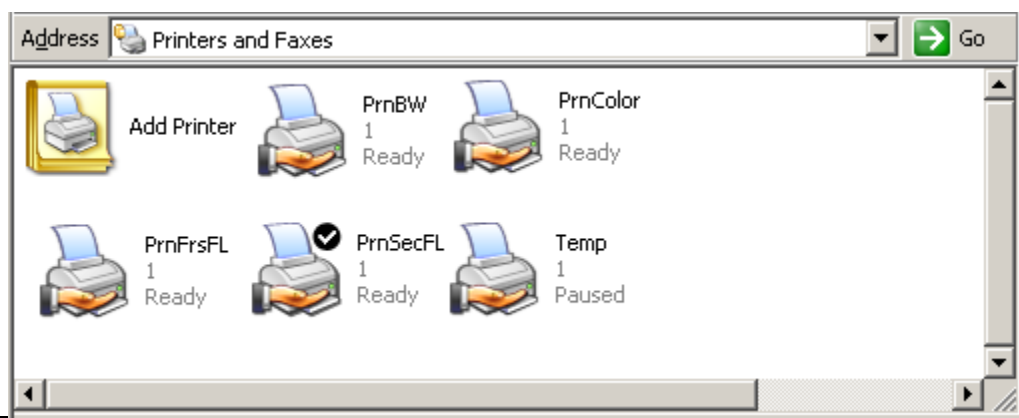 Address Printers and Faxes Go
Add Printer
PrnBW
1
Ready
PrnColor
1
Ready
PrnFrsFL
1
Ready
PrnSecFL
1
Ready
Temp
1
Paused